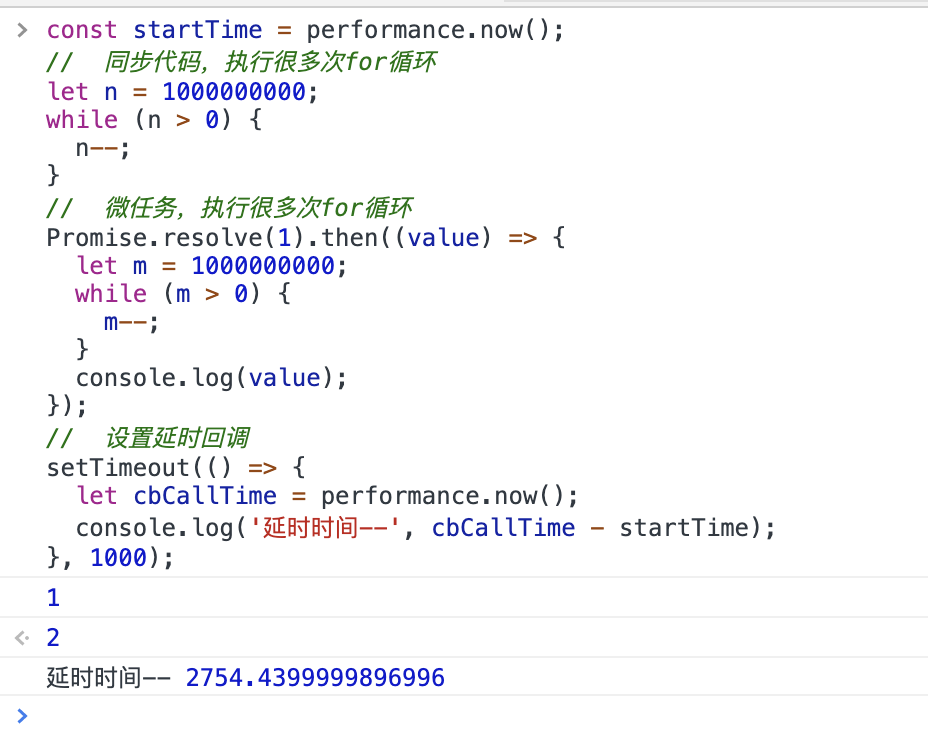 > const startTime = performance.now();
//  同步代码，执行很多次for循环
let n = 1000000000;
while (n > 0) {
  n--;
}
//  微任务，执行很多次for循环
Promise.resolve(1).then((value) => {
  let m = 1000000000;
  while (m > 0) {
    m--;
  }
  console.log(value);
});
//  设置延时回调
setTimeout(() => {
  let cbCallTime = performance.now();
  console.log('延时时间--', cbCallTime - startTime);
}, 1000);
1
2
延时时间-- 2754.4399999896996
>